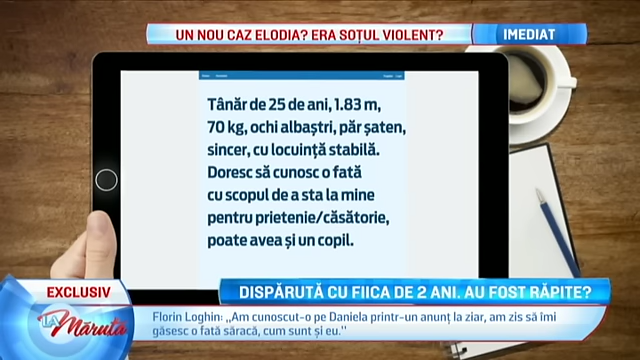 UN NOU CAZ ELODIA? ERA SOȚUL VIOLENT?
IMEDIAT
Tânăr de 25 de ani, 1.83 m,
70 kg, ochi albaștri, păr șaten,
sincer, cu locuință stabilă.
Doresc să cunosc o fată
cu scopul de a sta la mine
pentru prietenie/căsătorie,
poate avea și un copil.
EXCLUSIV
DISPĂRUTĂ CU FIICA DE 2 ANI. AU FOST RĂPITE?
LA Măruță
Florin Loghin: „Am cunoscut-o pe Daniela printr-un anunț la ziar, am zis să îmi
găsesc o fată săracă, cum sunt și eu."